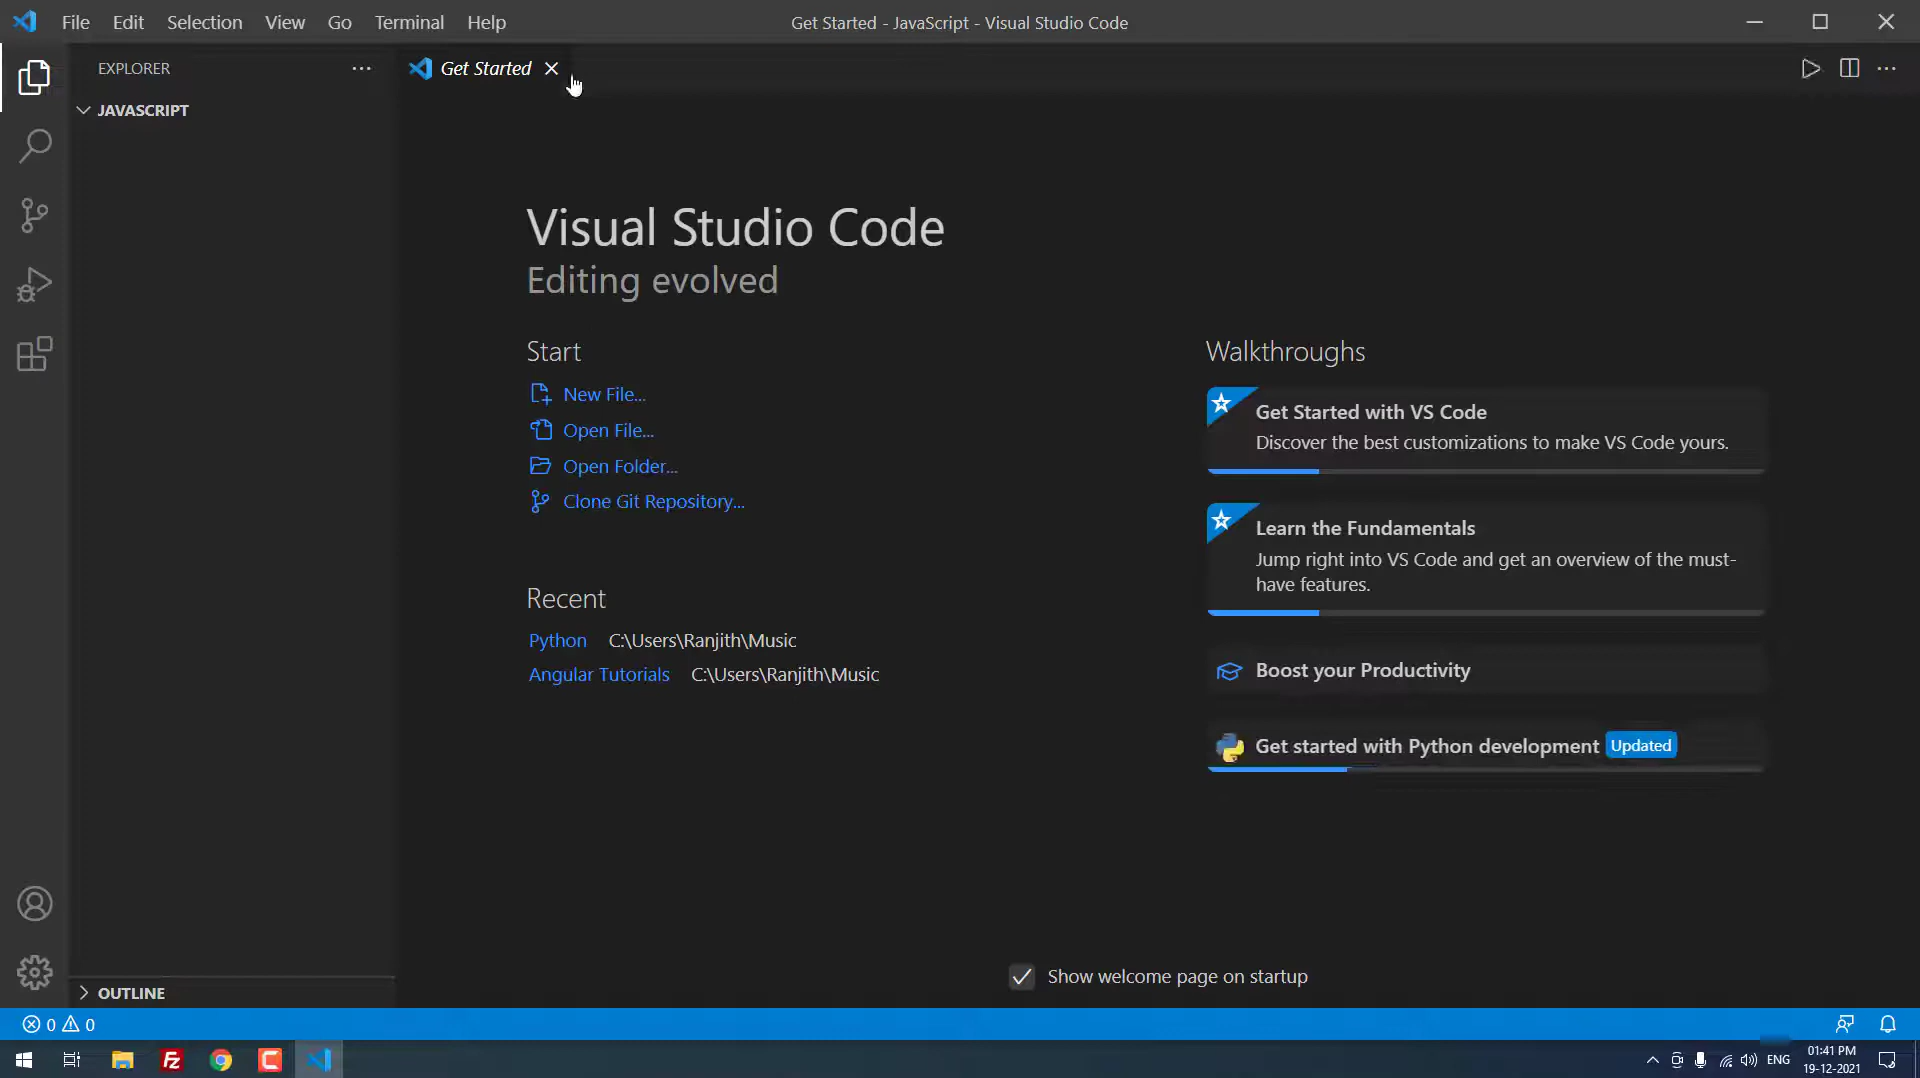 File Edit Selection View Go Terminal Help
Get Started - JavaScript - Visual Studio Code
EXPLORER
Get Started
JAVASCRIPT
Visual Studio Code
Editing evolved
Start
New File...
Open File...
Open Folder...
Clone Git Repository...
Recent
Python C:\Users\Ranjith\Music
Angular Tutorials C:\Users\Ranjith\Music
Walkthroughs
Get Started with VS Code
Discover the best customizations to make VS Code yours.
Learn the Fundamentals
Jump right into VS Code and get an overview of the must-
have features.
Boost your Productivity
Get started with Python development Updated
Show welcome page on startup
OUTLINE
0 0
ENG
01:41 PM
19-12-2021